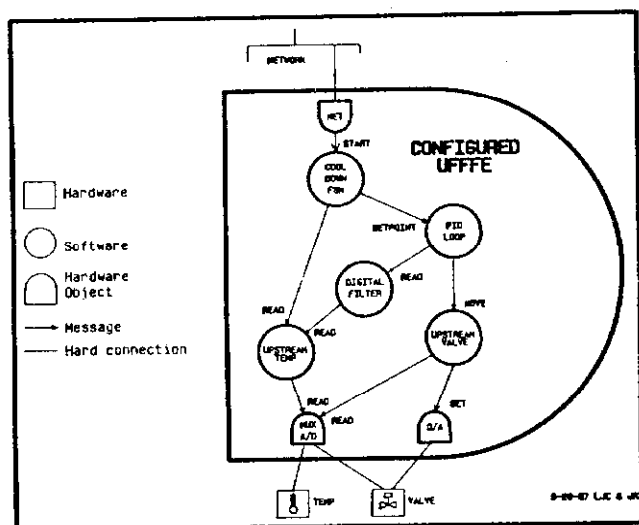 NETWORK
NET
START
CONFIGURED
UFFFE
COOL
DOWN
FSM
SETPOINT
PID
LOOP
READ
DIGITAL
FILTER
MOVE
READ
READ
UPSTREAM
TEMP
UPSTREAM
VALVE
READ
READ
SET
MUX
A/D
D/A
TEMP
VALVE
Hardware
Software
Hardware
Object
Message
Hard connection